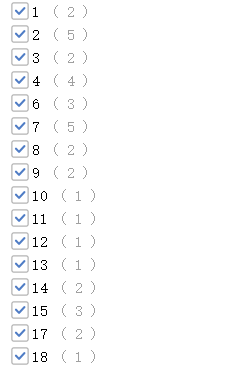 1 ( 2 )
2 ( 5 )
3 ( 2 )
4 ( 4 )
6 ( 3 )
7 ( 5 )
8 ( 2 )
9 ( 2 )
10 ( 1 )
11 ( 1 )
12 ( 1 )
13 ( 1 )
14 ( 2 )
15 ( 3 )
17 ( 2 )
18 ( 1 )